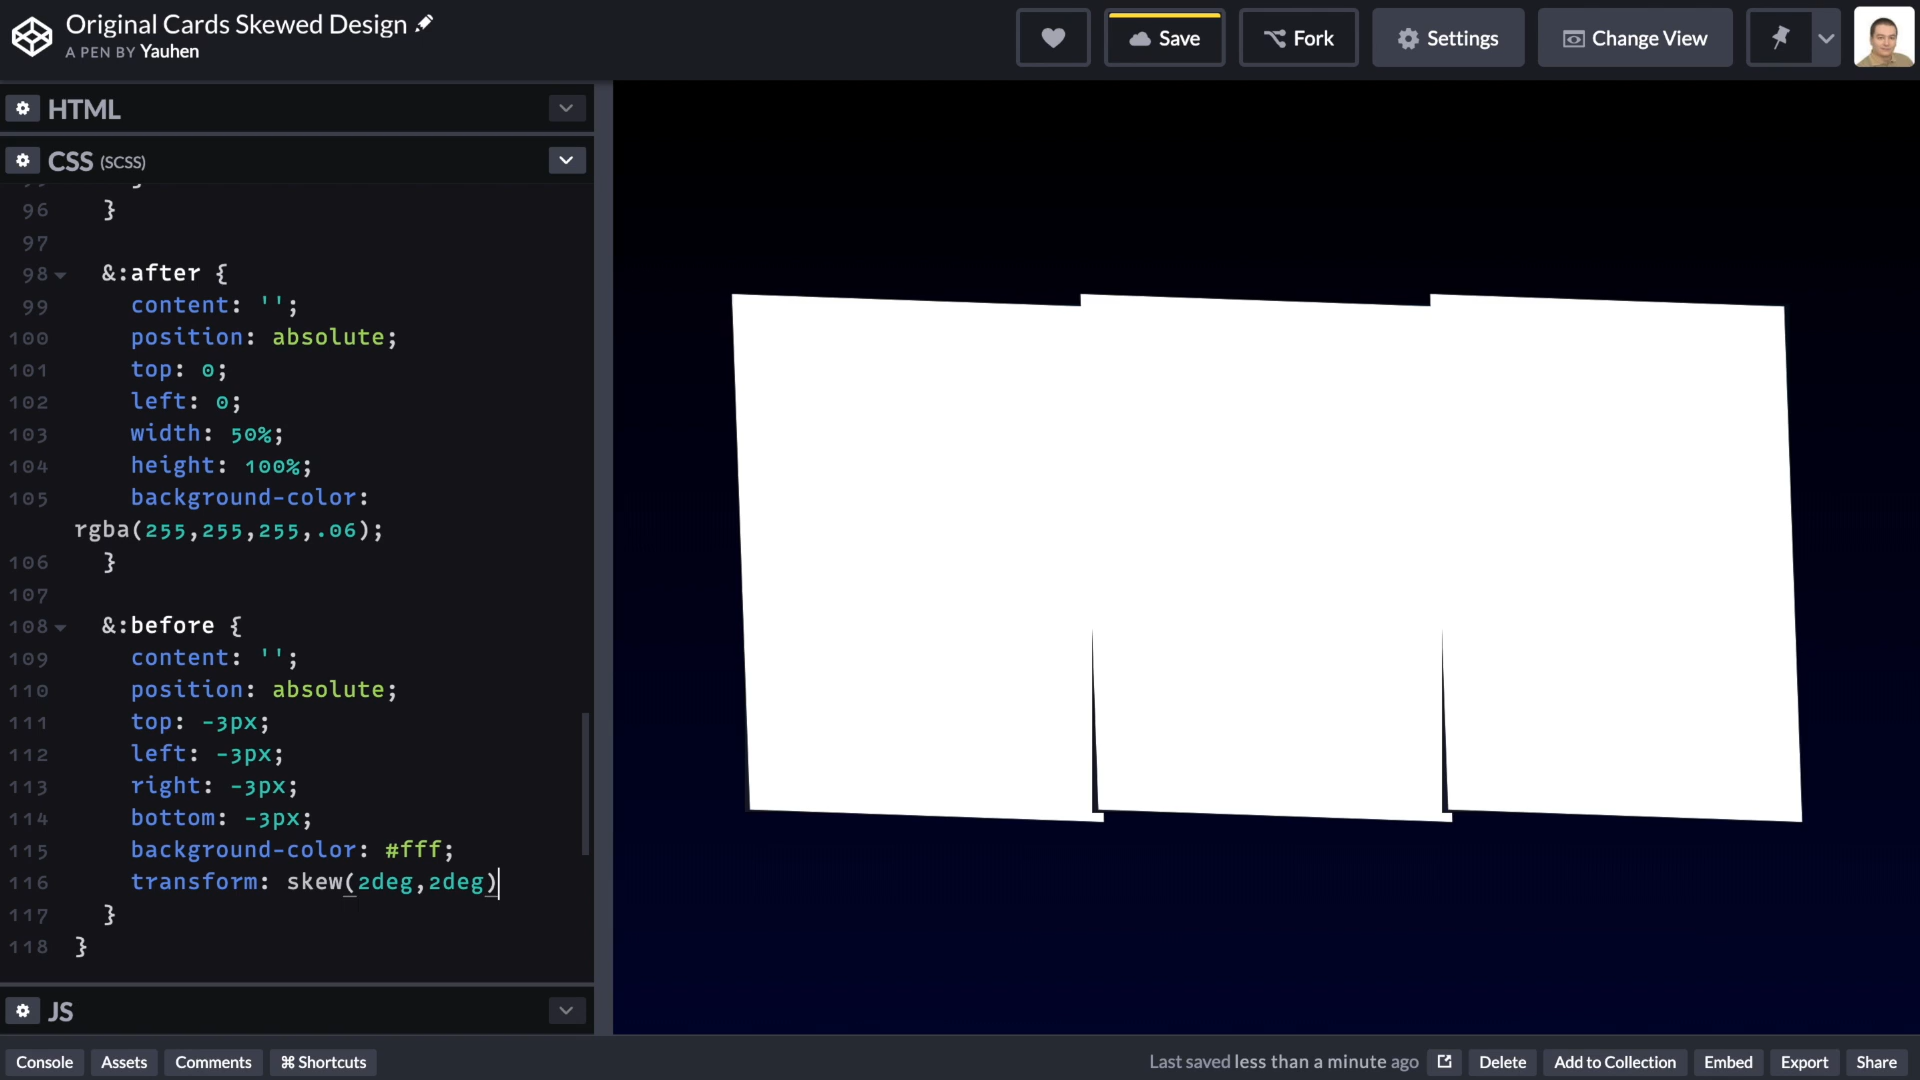 Original Cards Skewed Design
A PEN BY Yauhen
Save
Fork
Settings
Change View
HTML
CSS (SCSS)
96 }
97
98 &:after {
99 content: '';
100 position: absolute;
101 top: 0;
102 left: 0;
103 width: 50%;
104 height: 100%;
105 background-color:
rgba(255,255,255,.06);
106 }
107
108 &:before {
109 content: '';
110 position: absolute;
111 top: -3px;
112 left: -3px;
113 right: -3px;
114 bottom: -3px;
115 background-color: #fff;
116 transform: skew(2deg,2deg)
117 }
118 }
JS
Console
Assets
Comments
⌘ Shortcuts
Last saved less than a minute ago
Delete
Add to Collection
Embed
Export
Share